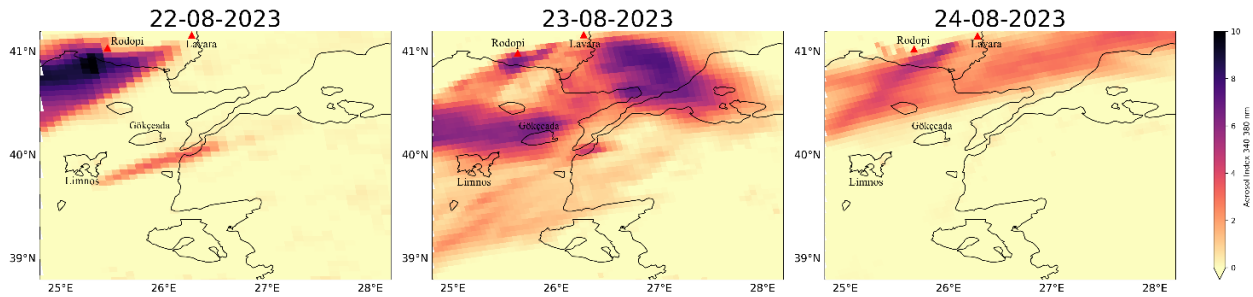 22-08-2023
23-08-2023
24-08-2023
41°N
40°N
39°N
Rodopi
Lavara
Gökçeada
Limnos
25°E
26°E
27°E
28°E
41°N
40°N
39°N
Rodopi
Lavara
Gökçeada
Limnos
25°E
26°E
27°E
28°E
41°N
40°N
39°N
Rodopi
Lavara
Gökçeada
Limnos
25°E
26°E
27°E
28°E
10
8
6
4
2
0
Aerosol Index 340 380 nm